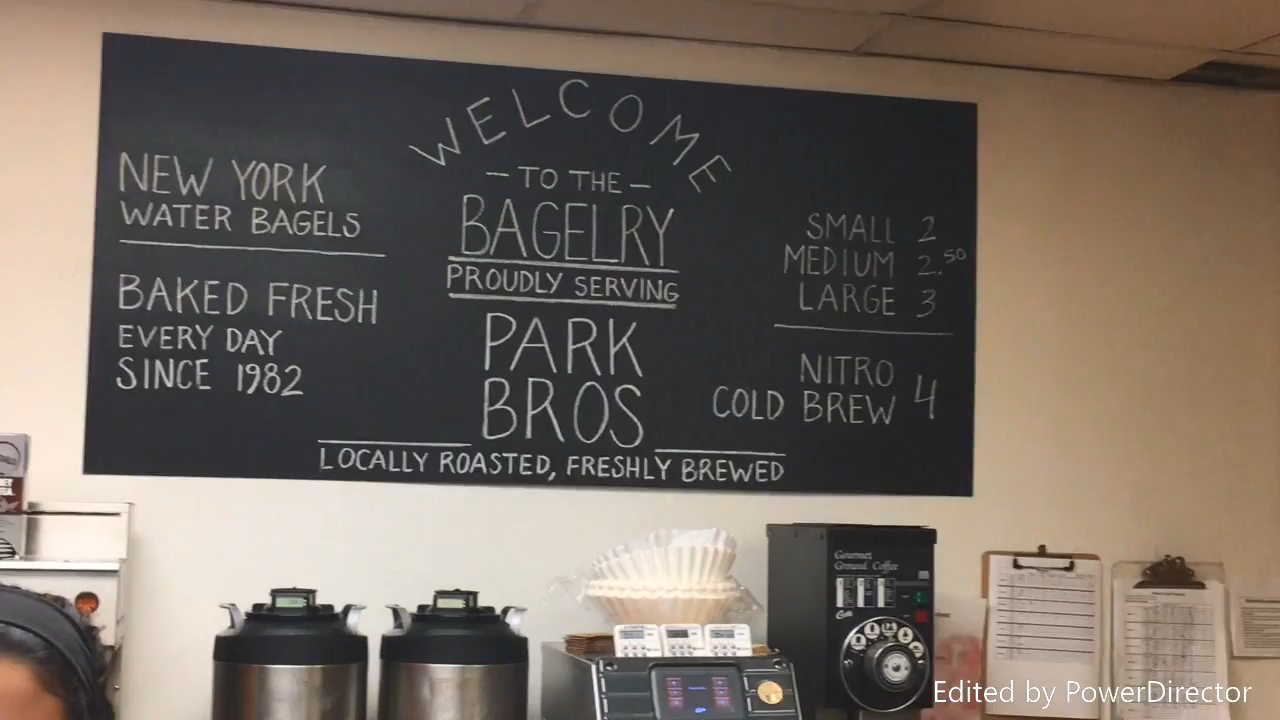 WELCOME
- TO THE -
BAGELRY
PROUDLY SERVING
PARK
BROS
LOCALLY ROASTED, FRESHLY BREWED
NEW YORK
WATER BAGELS
BAKED FRESH
EVERY DAY
SINCE 1982
SMALL 2
MEDIUM 2.50
LARGE 3
NITRO
COLD BREW 4
Gourmet
Ground Coffee
Edited by PowerDirector